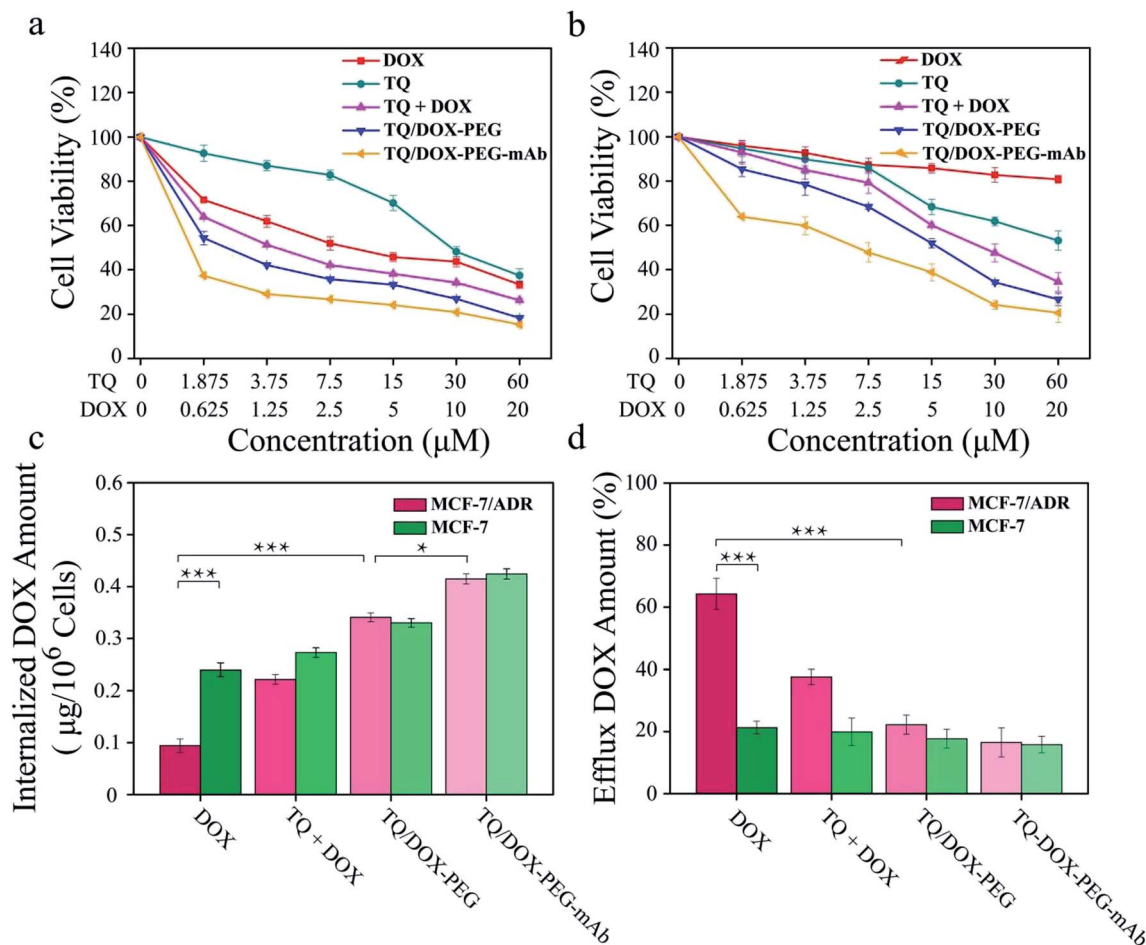 a
140
120
100
80
60
40
20
0
Cell Viability (%)
DOX
TQ
TQ + DOX
TQ/DOX-PEG
TQ/DOX-PEG-mAb
TQ 0 1.875 3.75 7.5 15 30 60
DOX 0 0.625 1.25 2.5 5 10 20
Concentration (μM)
b
140
120
100
80
60
40
20
0
Cell Viability (%)
DOX
TQ
TQ + DOX
TQ/DOX-PEG
TQ/DOX-PEG-mAb
TQ 0 1.875 3.75 7.5 15 30 60
DOX 0 0.625 1.25 2.5 5 10 20
Concentration (μM)
c
0.6
0.5
0.4
0.3
0.2
0.1
0
Internalized DOX Amount
( μg/10⁶ Cells)
MCF-7/ADR
MCF-7
***
*
***
DOX
TQ + DOX
TQ/DOX-PEG
TQ/DOX-PEG-mAb
d
100
80
60
40
20
0
Efflux DOX Amount (%)
MCF-7/ADR
MCF-7
***
***
DOX
TQ + DOX
TQ/DOX-PEG
TQ-DOX-PEG-mAb